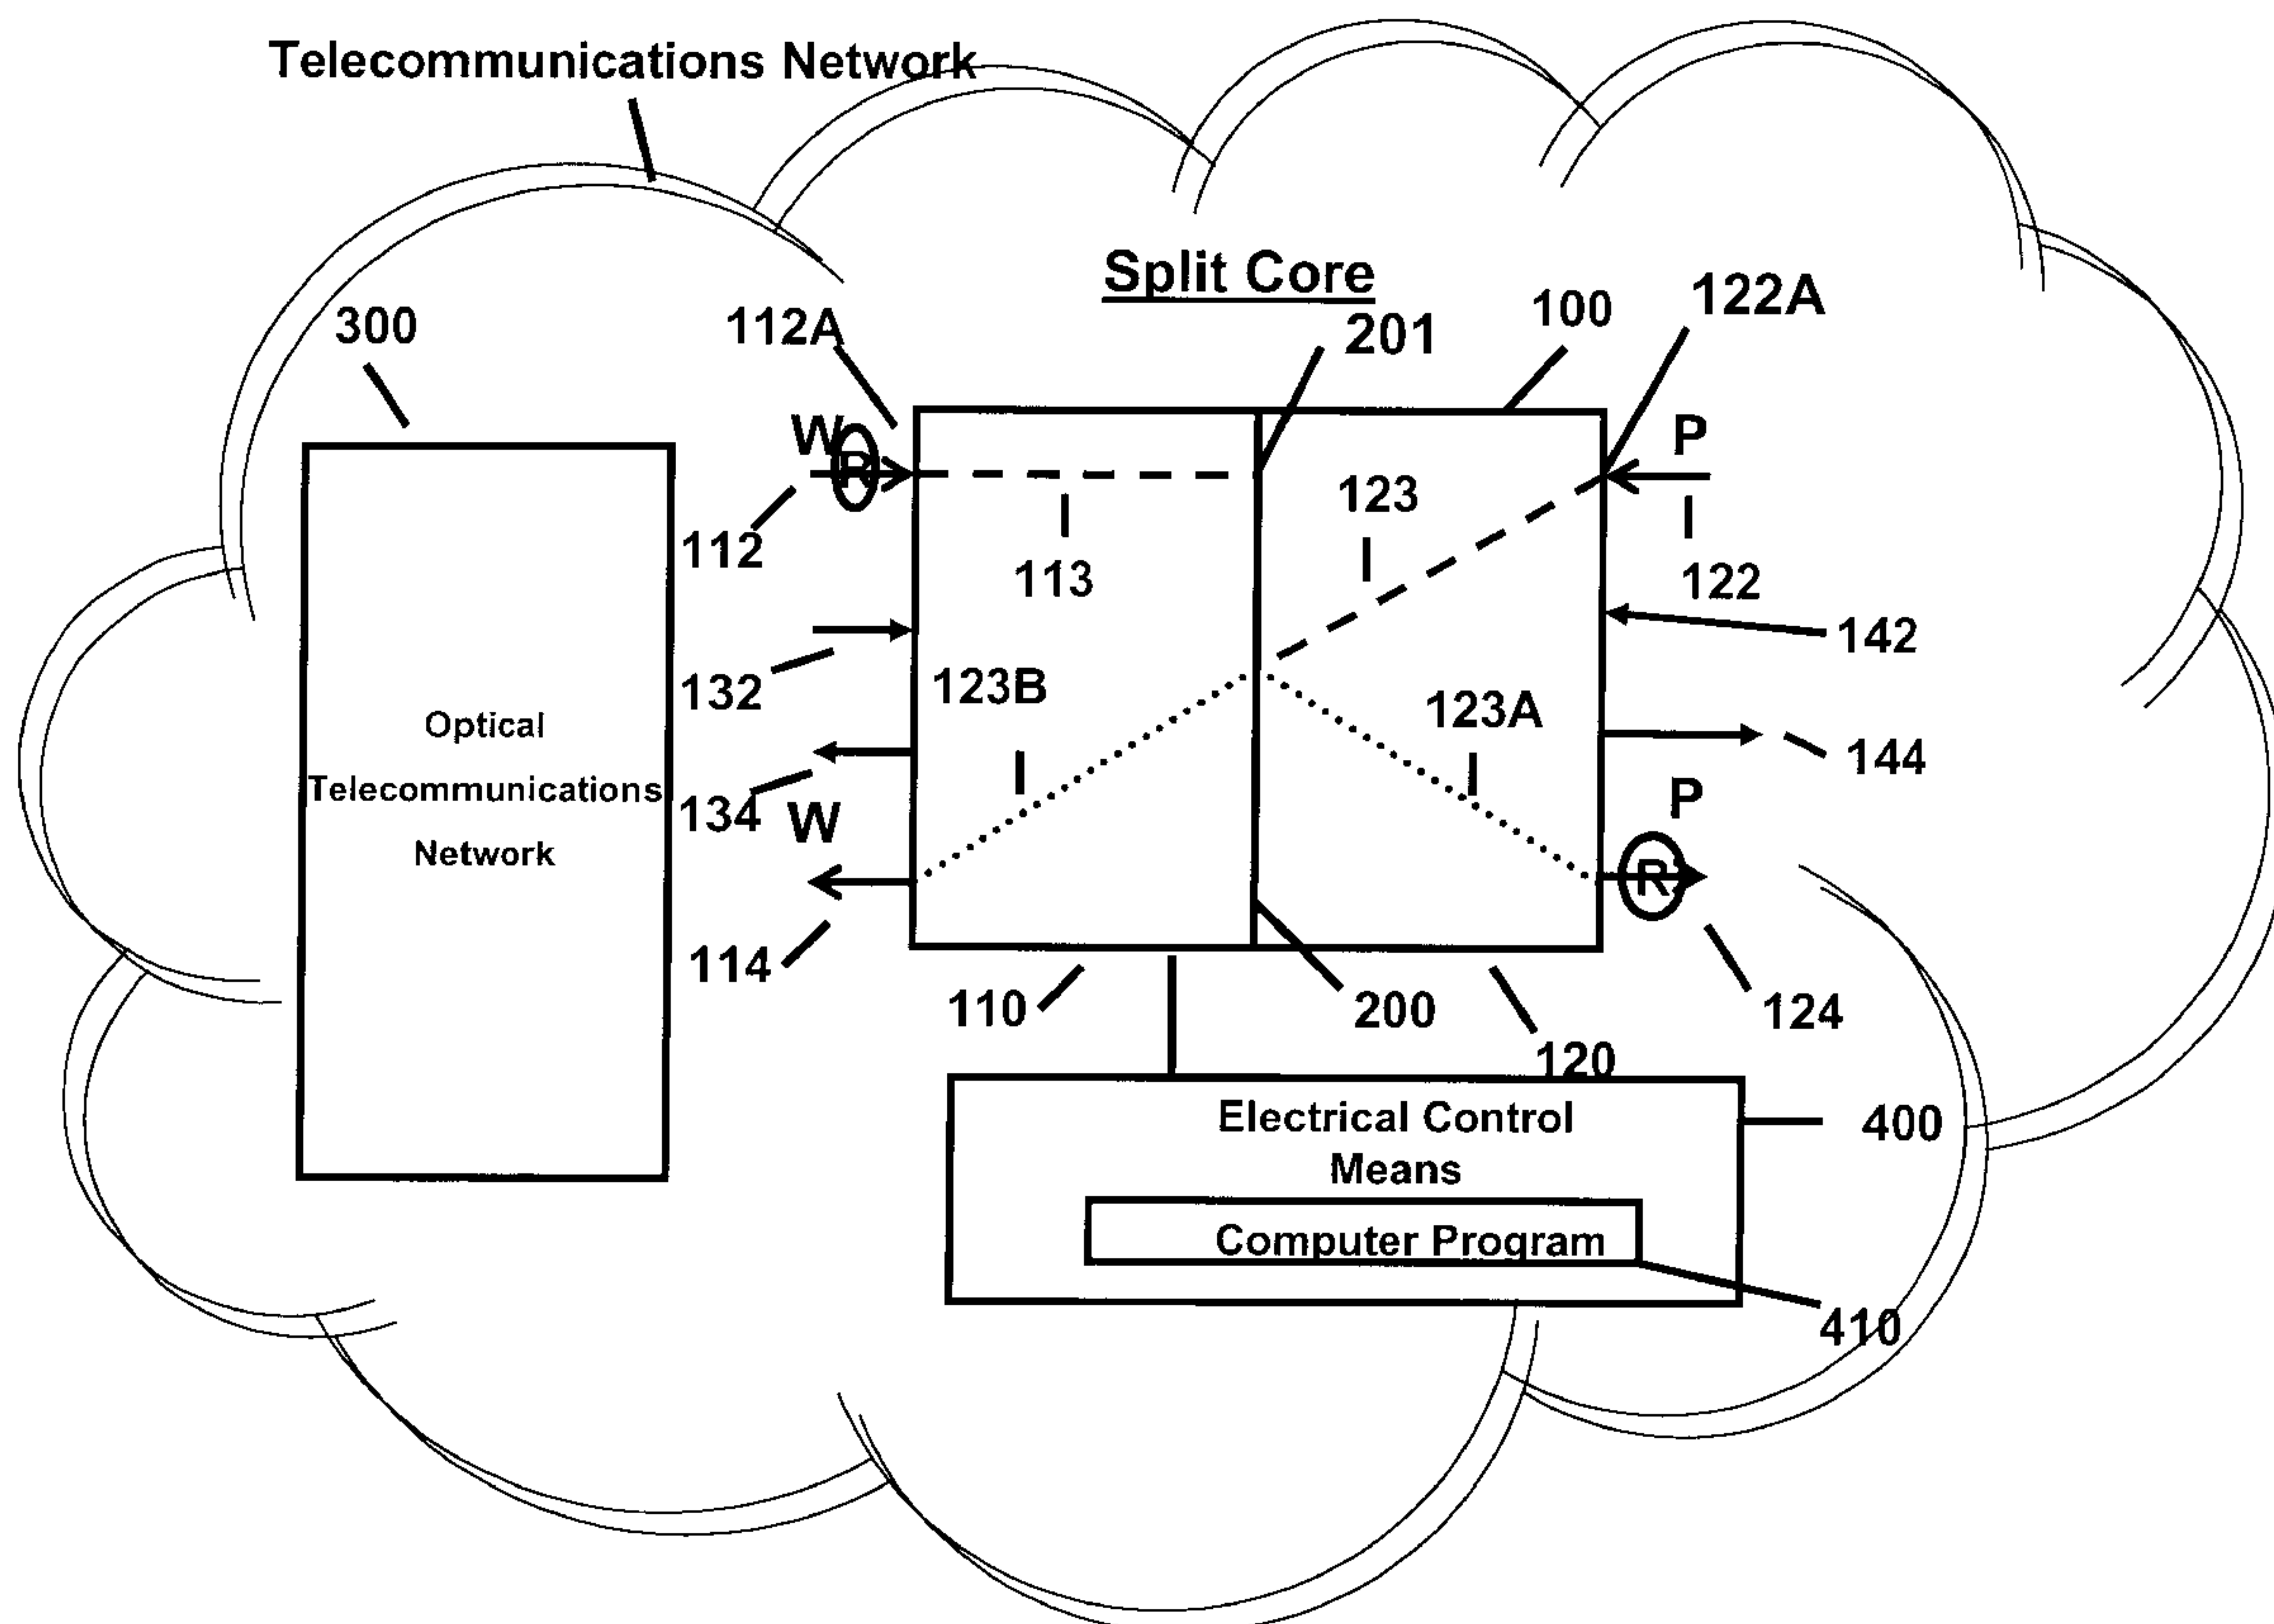 Telecommunications Network
Split Core
300
112A
201
100
122A
W
R
P
112
113
123
122
132
123B
123A
142
134
W
P
144
R
114
110
200
124
120
Optical
Telecommunications
Network
Electrical Control
Means
400
Computer Program
410